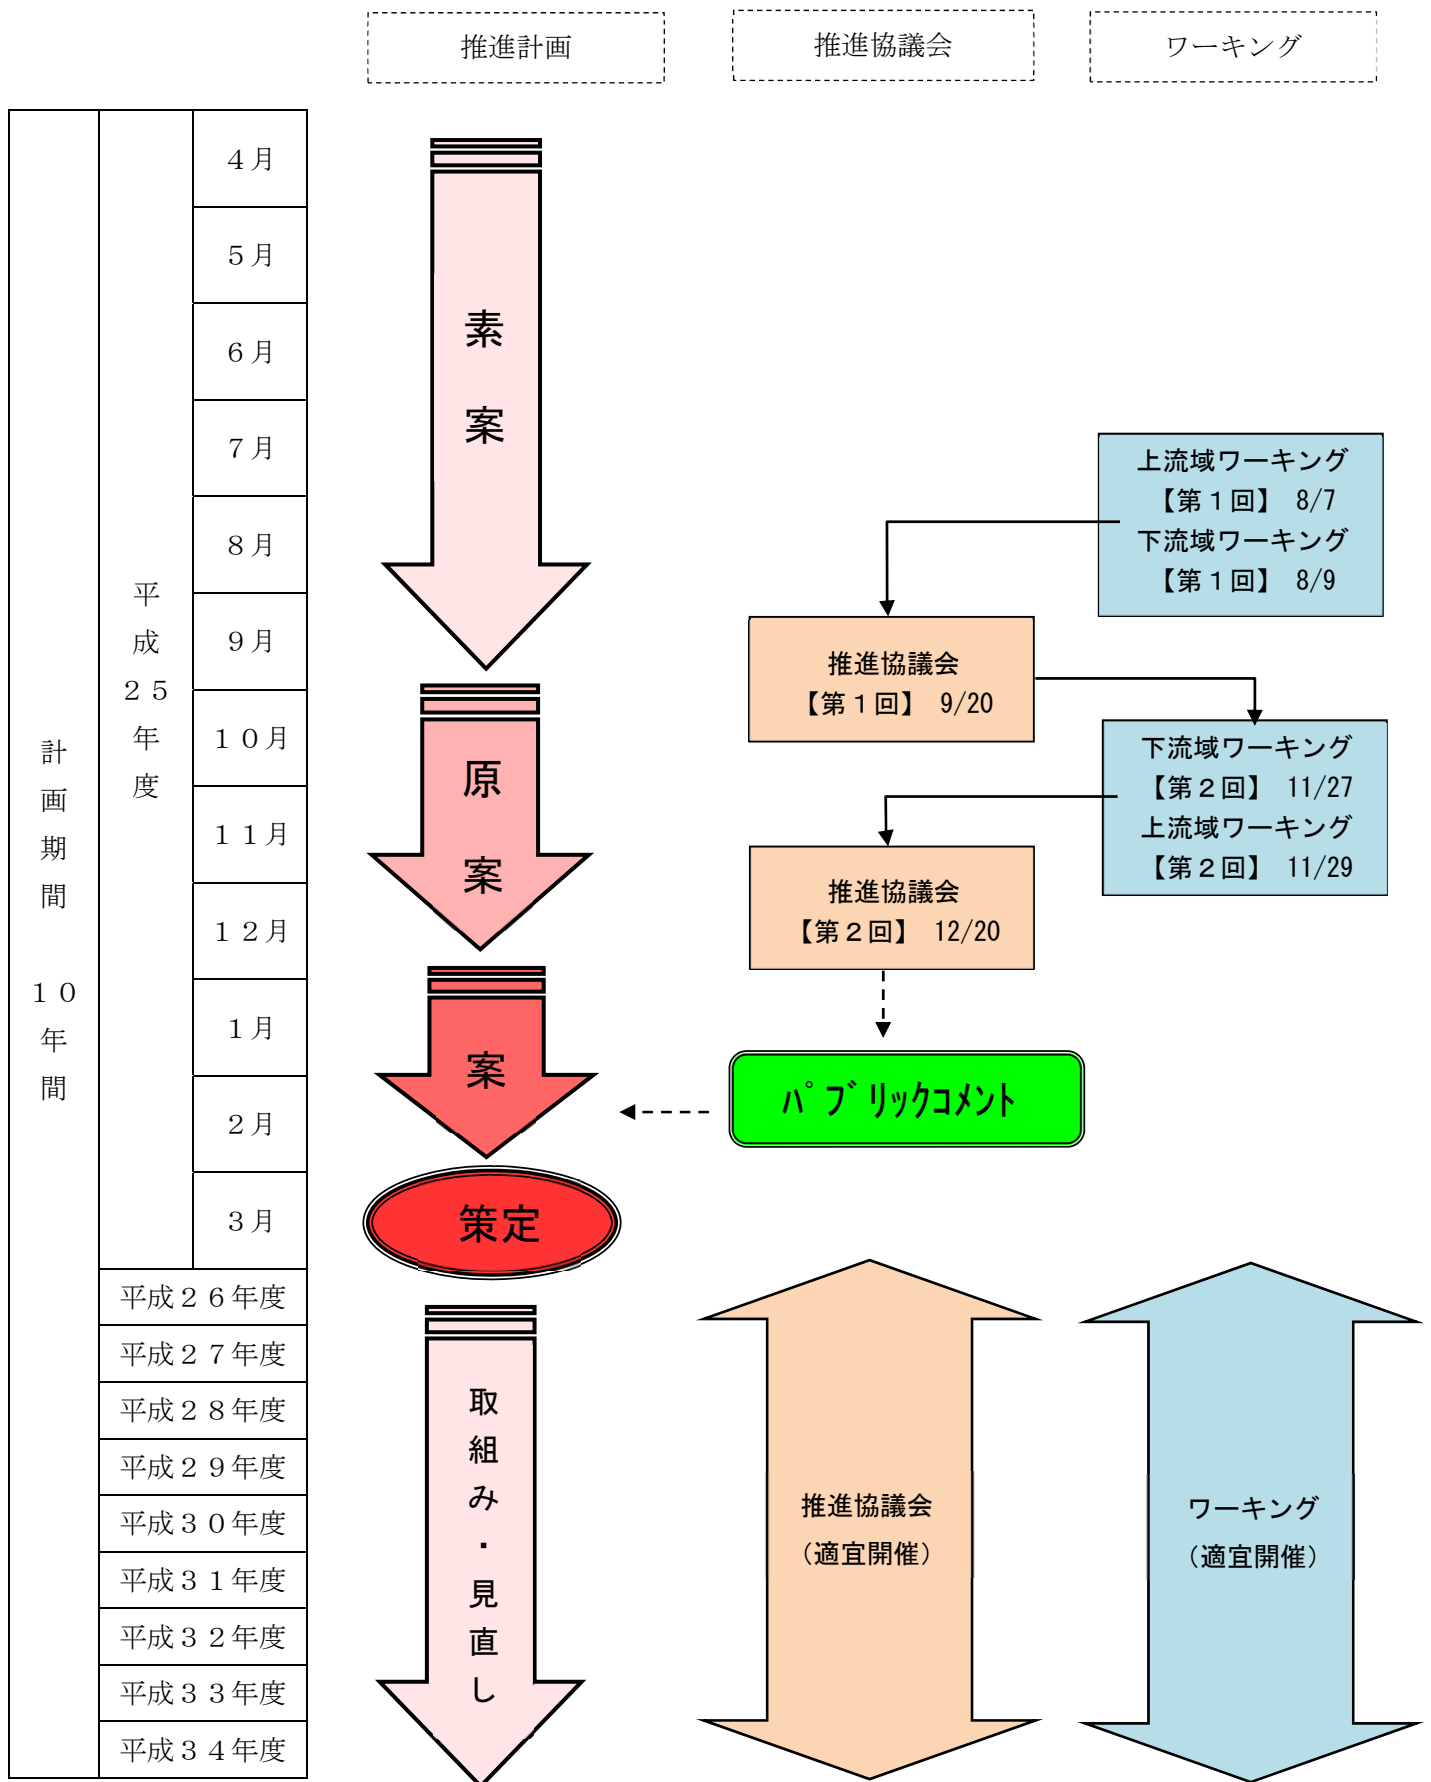 推進計画
推進協議会
ワーキング
計画期間　１０年間
平成２５年度
４月
５月
６月
７月
８月
９月
１０月
１１月
１２月
１月
２月
３月
平成２６年度
平成２７年度
平成２８年度
平成２９年度
平成３０年度
平成３１年度
平成３２年度
平成３３年度
平成３４年度
素案
原案
案
策定
取組み・見直し
上流域ワーキング
【第１回】 8/7
下流域ワーキング
【第１回】 8/9
推進協議会
【第１回】 9/20
下流域ワーキング
【第２回】 11/27
上流域ワーキング
【第２回】 11/29
推進協議会
【第２回】 12/20
ﾊﾟﾌﾞﾘｯｸｺﾒﾝﾄ
推進協議会
（適宜開催）
ワーキング
（適宜開催）